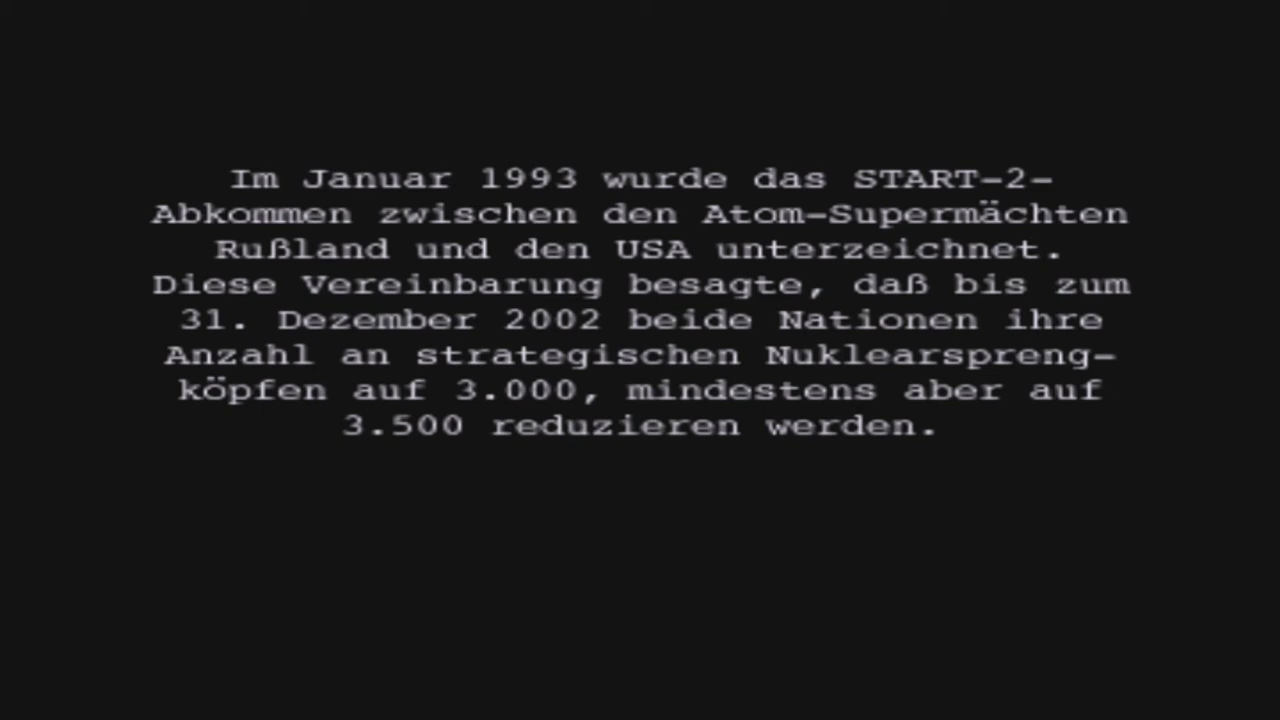 Im Januar 1993 wurde das START-2-
Abkommen zwischen den Atom-Supermächten
Rußland und den USA unterzeichnet.
Diese Vereinbarung besagte, daß bis zum
31. Dezember 2002 beide Nationen ihre
Anzahl an strategischen Nuklearspreng-
köpfen auf 3.000, mindestens aber auf
3.500 reduzieren werden.